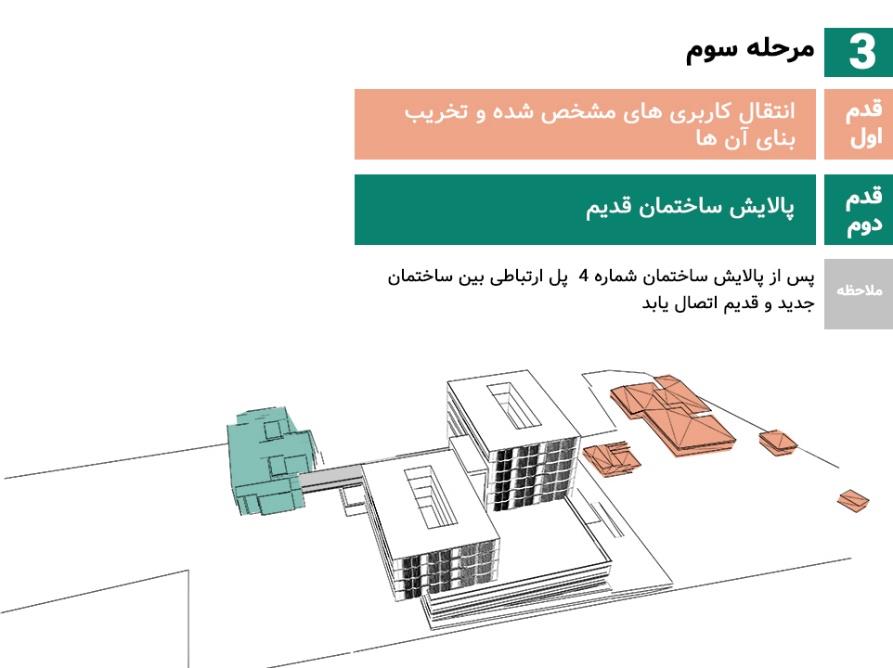 3
مرحله سوم
قدم
اول
انتقال کاربری های مشخص شده و تخریب
بنای آن ها
قدم
دوم
پالایش ساختمان قدیم
ملاحظه
پس از پالایش ساختمان شماره 4 پل ارتباطی بین ساختمان
جدید و قدیم اتصال یابد